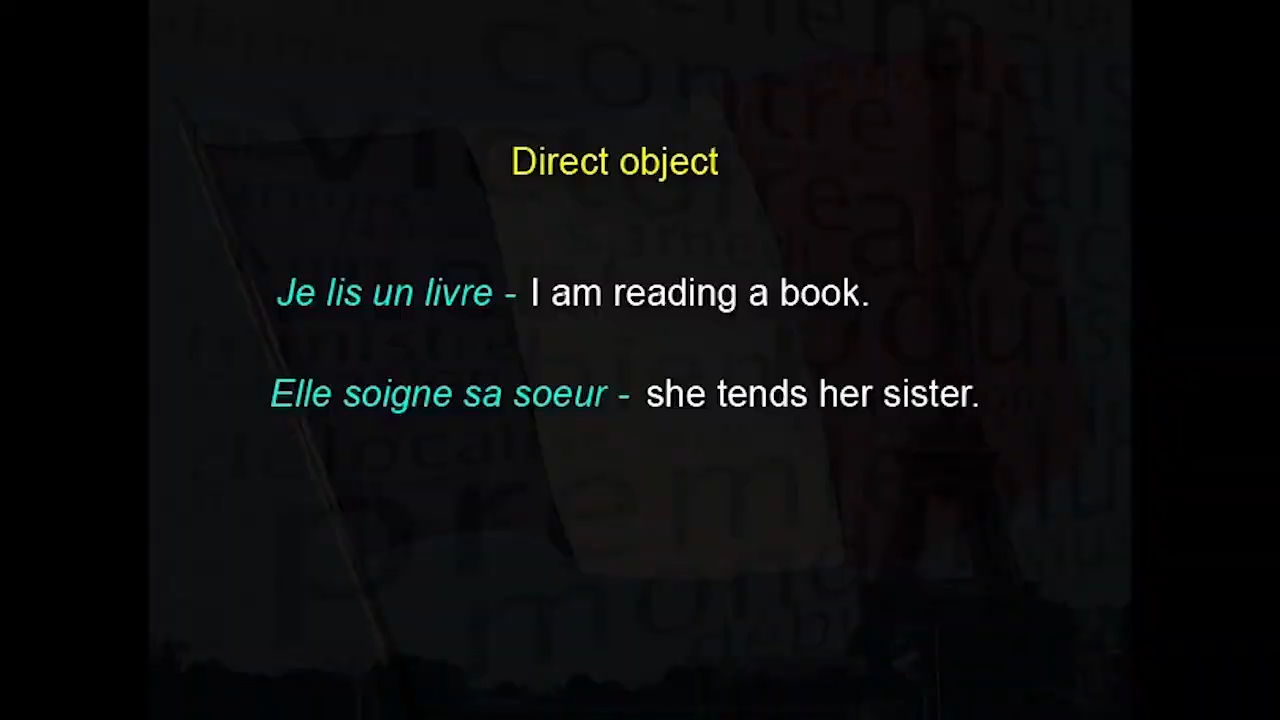 Direct object
Je lis un livre - I am reading a book.
Elle soigne sa soeur - she tends her sister.